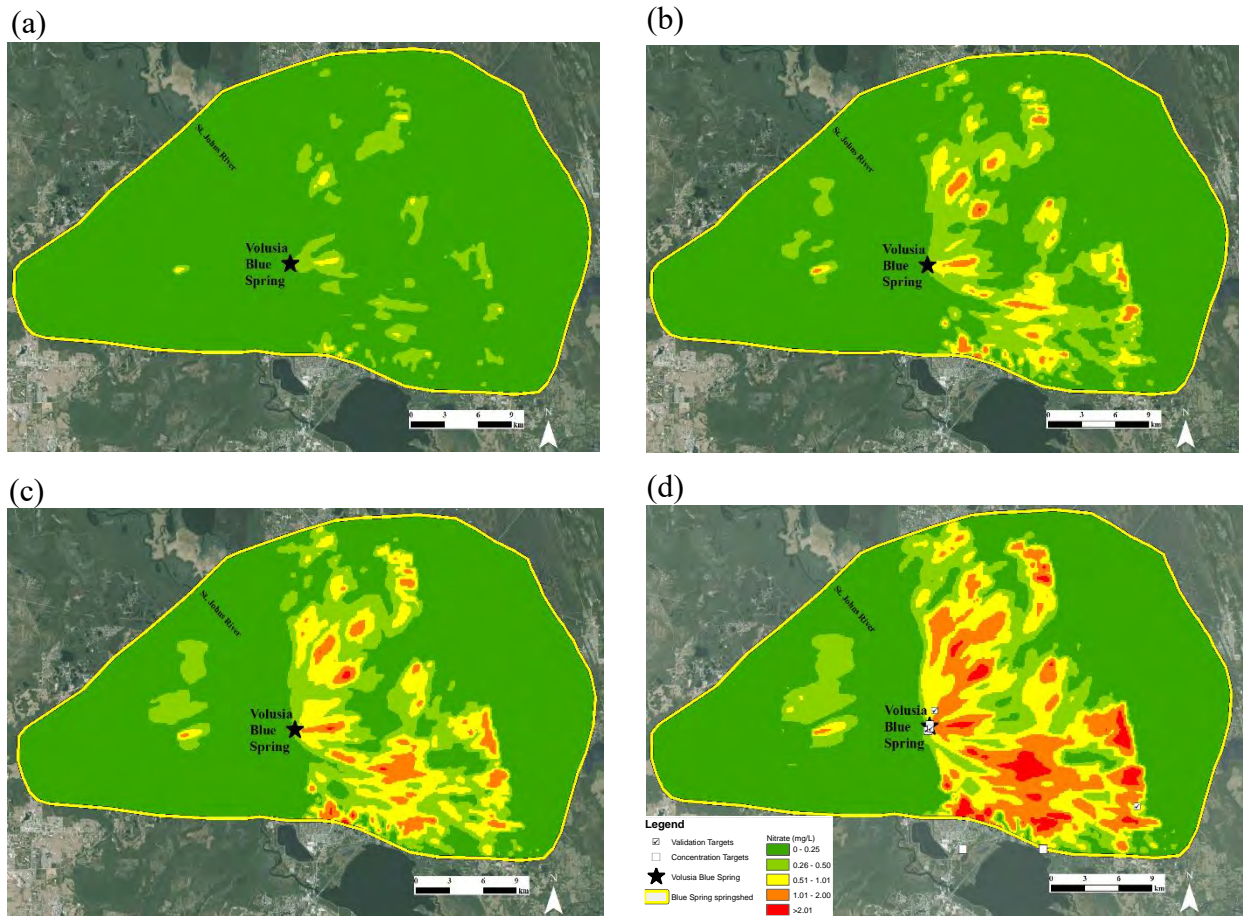 (a)
(b)
St. Johns River
Volusia
Blue
Spring
0 3 6 9
km
N
St. Johns River
Volusia
Blue
Spring
0 3 6 9
km
N
(c)
(d)
St. Johns River
Volusia
Blue
Spring
0 3 6 9
km
N
St. Johns River
Volusia
Blue
Spring
Legend
Validation Targets
Concentration Targets
Volusia Blue Spring
Blue Spring springshed
Nitrate (mg/L)
0 - 0.25
0.26 - 0.50
0.51 - 1.01
1.01 - 2.00
>2.01
0 3 6 9
km
N